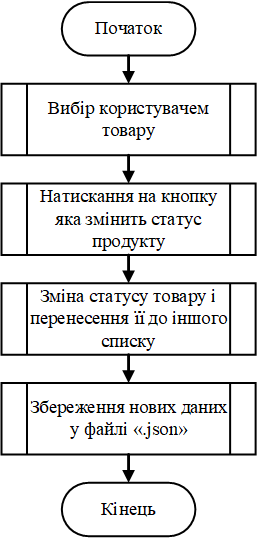 Початок
Вибір користувачем
товару
Натискання на кнопку
яка змінить статус
продукту
Зміна статусу товару і
перенесення її до іншого
списку
Збереження нових даних
у файлі «.json»
Кінець